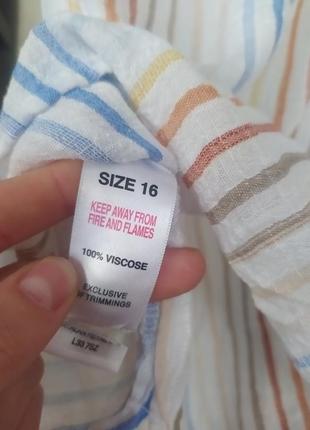 SIZE 16
KEEP AWAY FROM
FIRE AND FLAMES
100% VISCOSE
EXCLUSIVE
OF TRIMMINGS